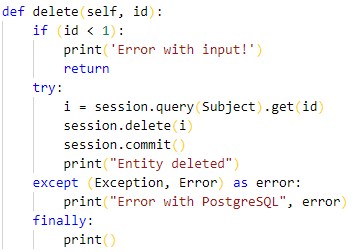 def delete(self, id):
    if (id < 1):
        print('Error with input!')
        return
    try:
        i = session.query(Subject).get(id)
        session.delete(i)
        session.commit()
        print("Entity deleted")
    except (Exception, Error) as error:
        print("Error with PostgreSQL", error)
    finally:
        print()